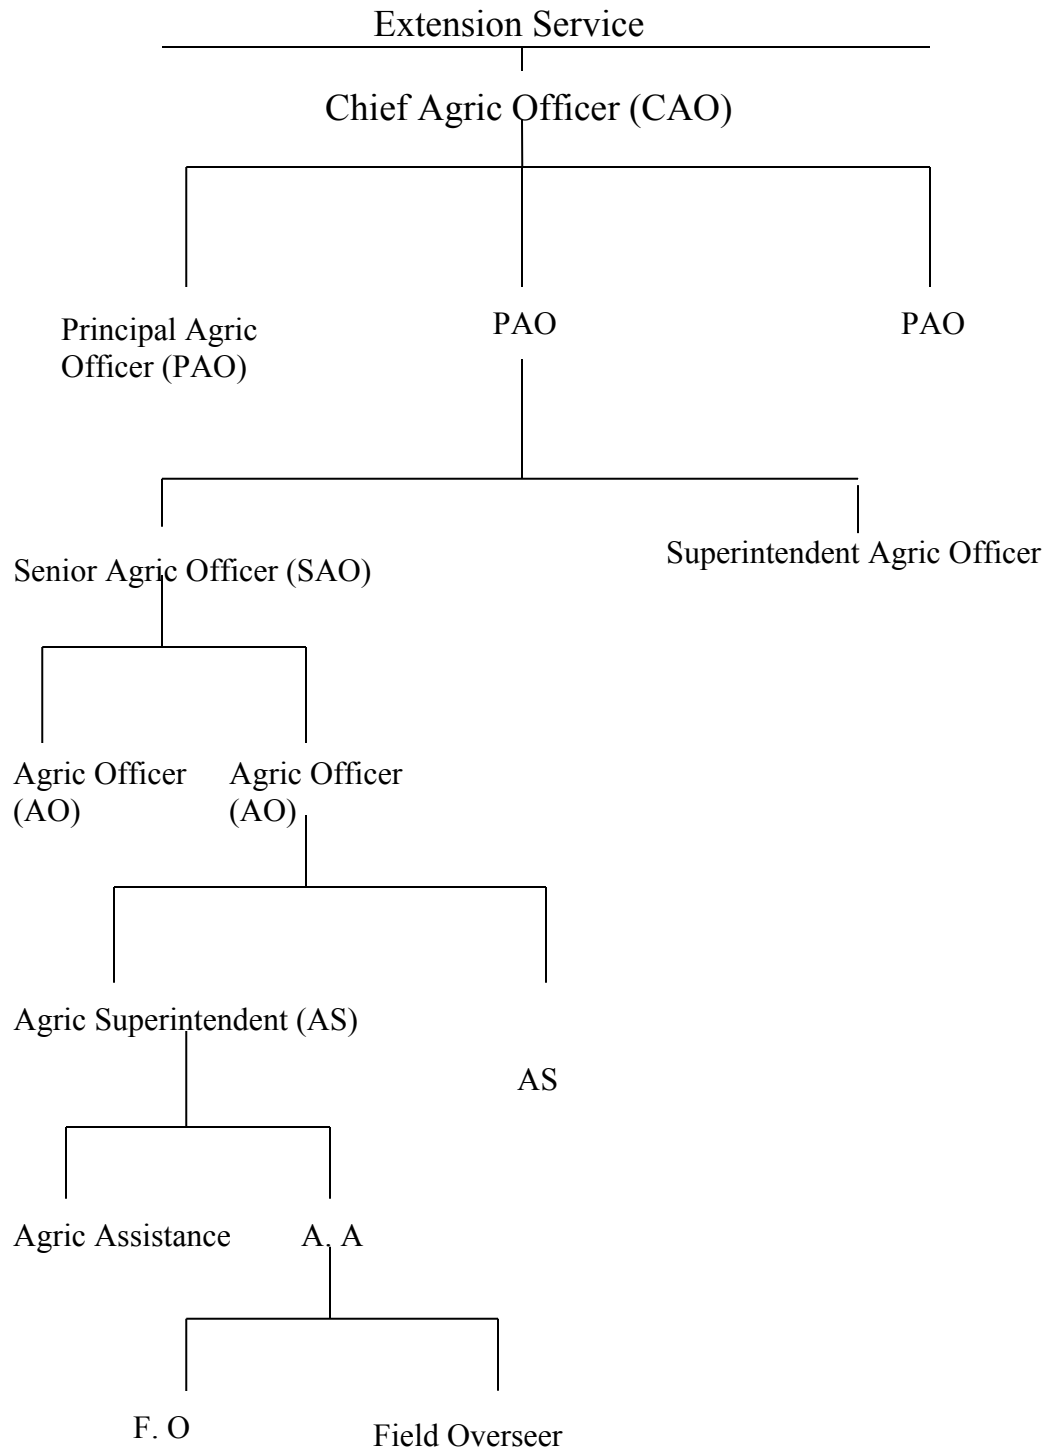 Extension Service
Chief Agric Officer (CAO)
Principal Agric
Officer (PAO)
PAO
PAO
Senior Agric Officer (SAO)
Superintendent Agric Officer
Agric Officer
(AO)
Agric Officer
(AO)
Agric Superintendent (AS)
AS
Agric Assistance
A. A
F. O
Field Overseer